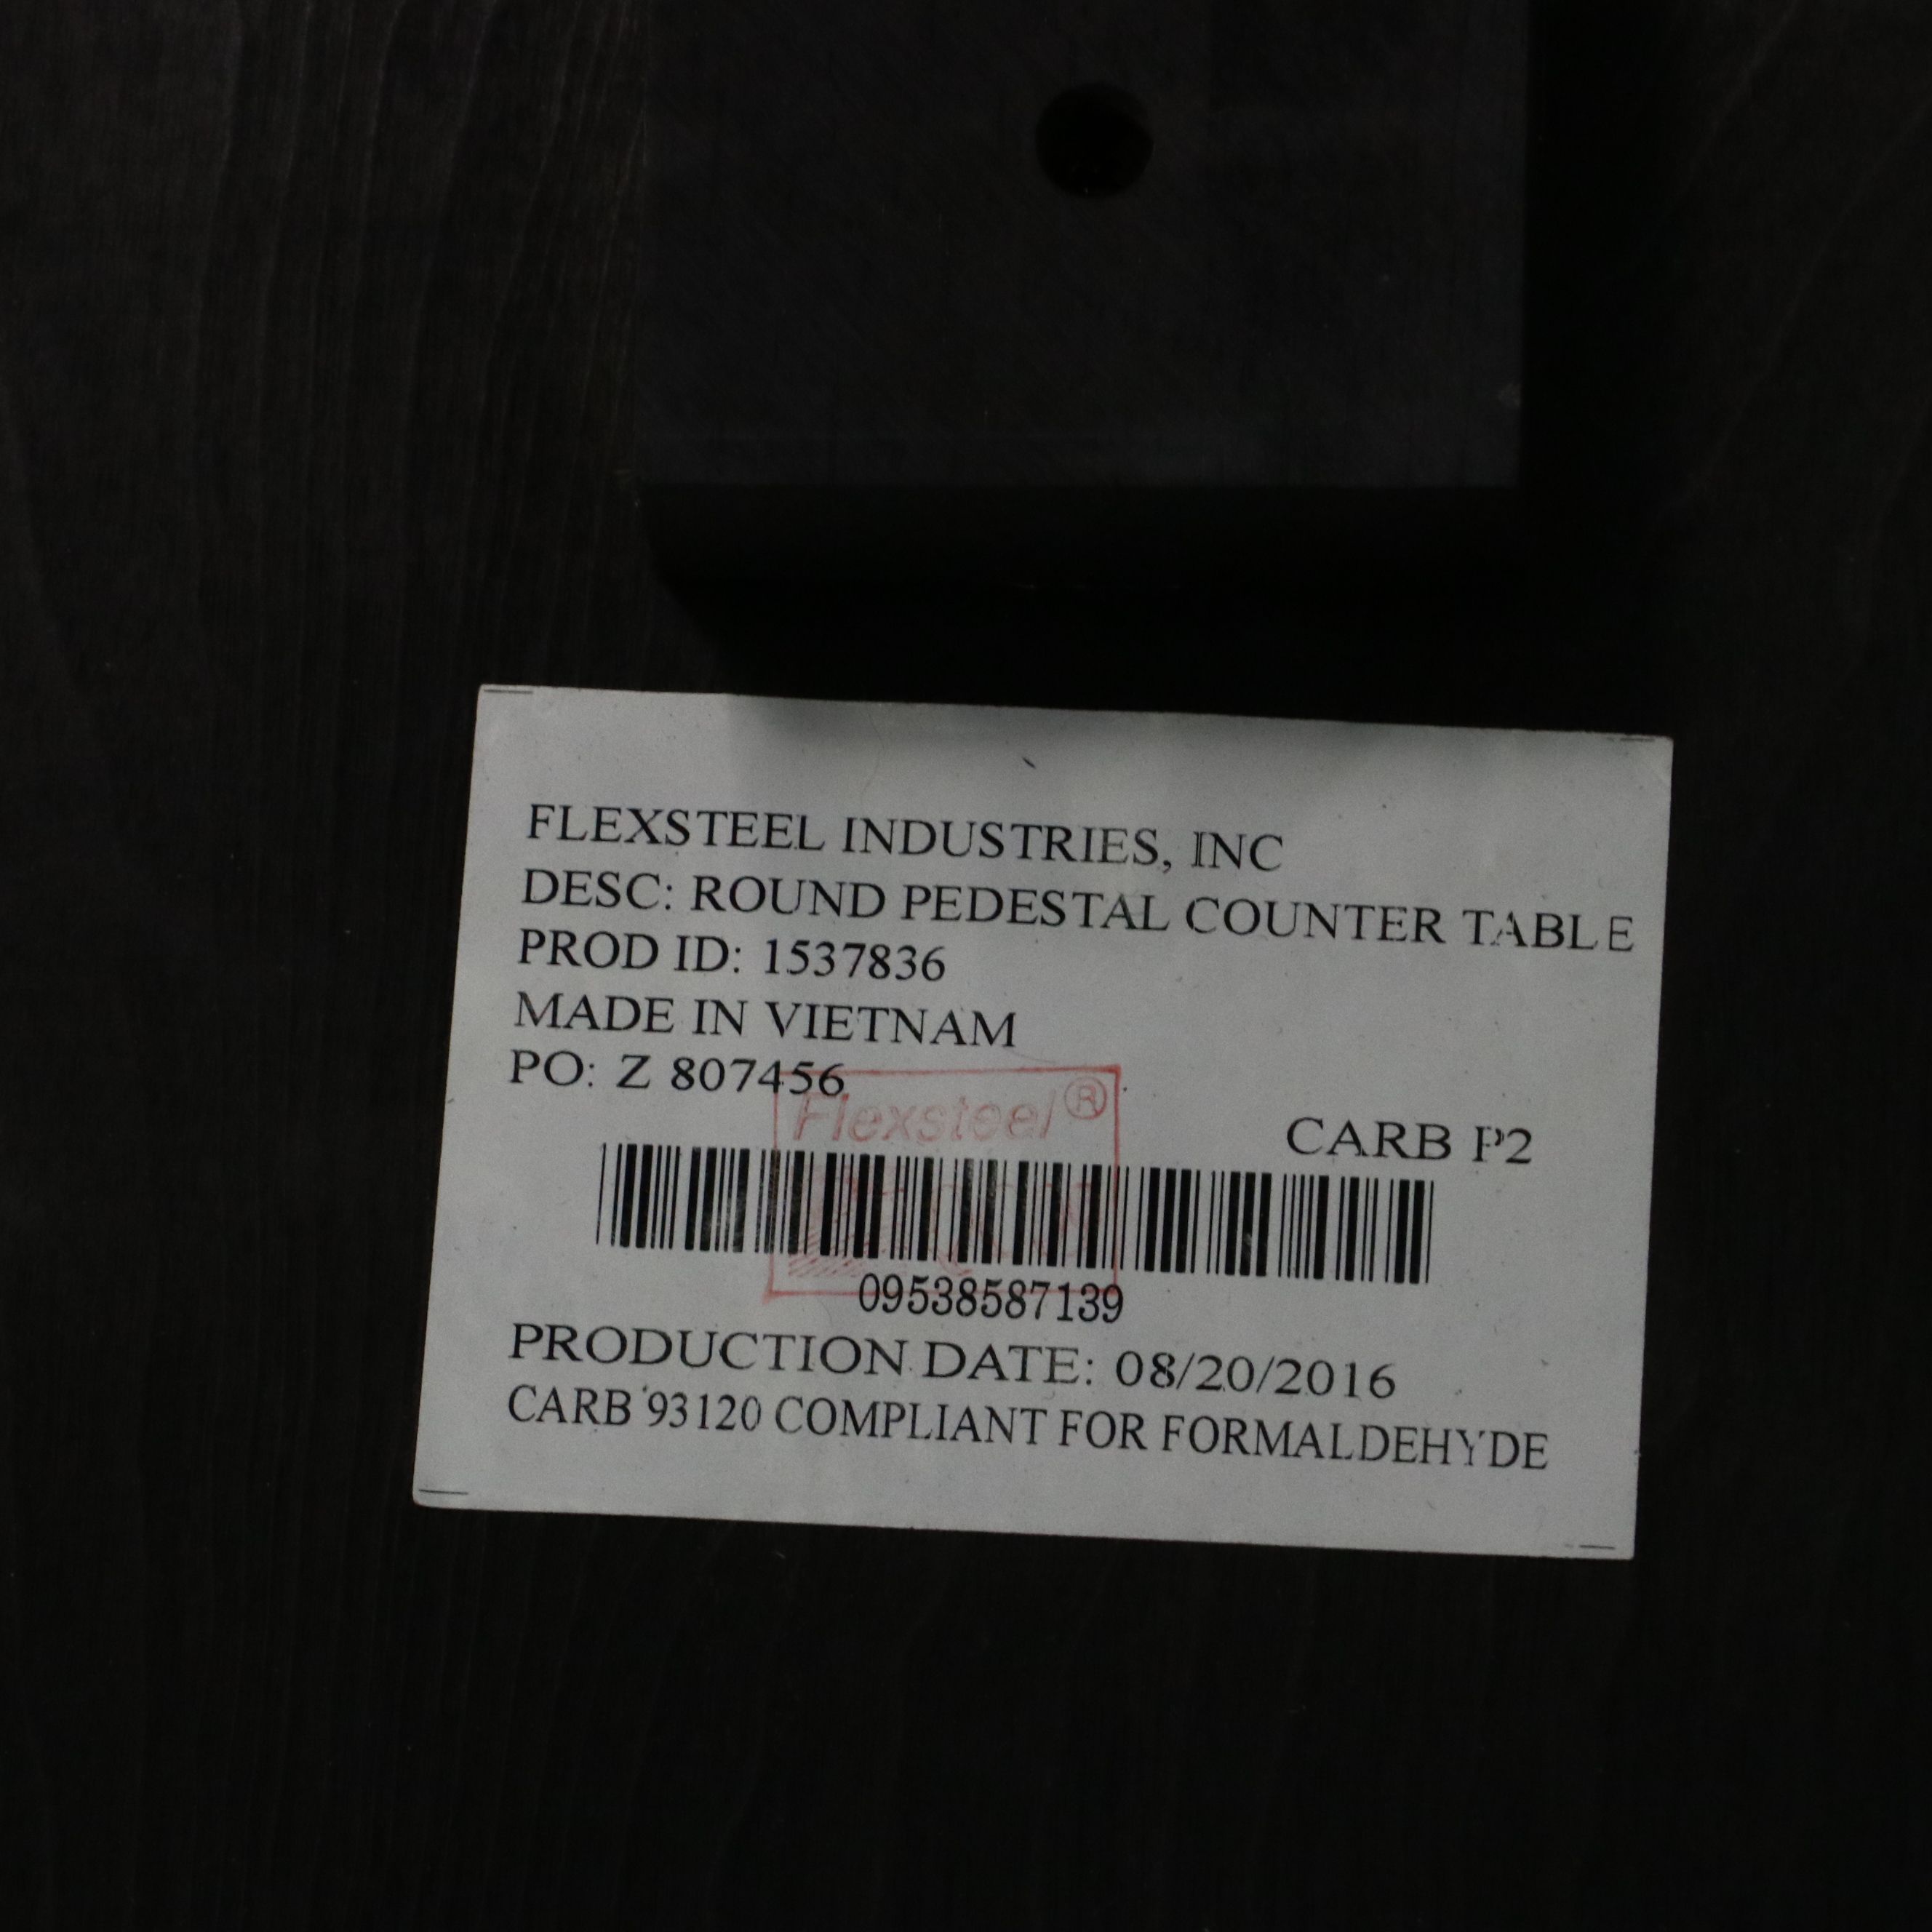 FLEXSTEEL INDUSTRIES, INC
DESC: ROUND PEDESTAL COUNTER TABLE
PROD ID: 1537836
MADE IN VIETNAM
PO: Z 807456
Flexsteel®
CARB P2
09538587139
PRODUCTION DATE: 08/20/2016
CARB 93120 COMPLIANT FOR FORMALDEHYDE